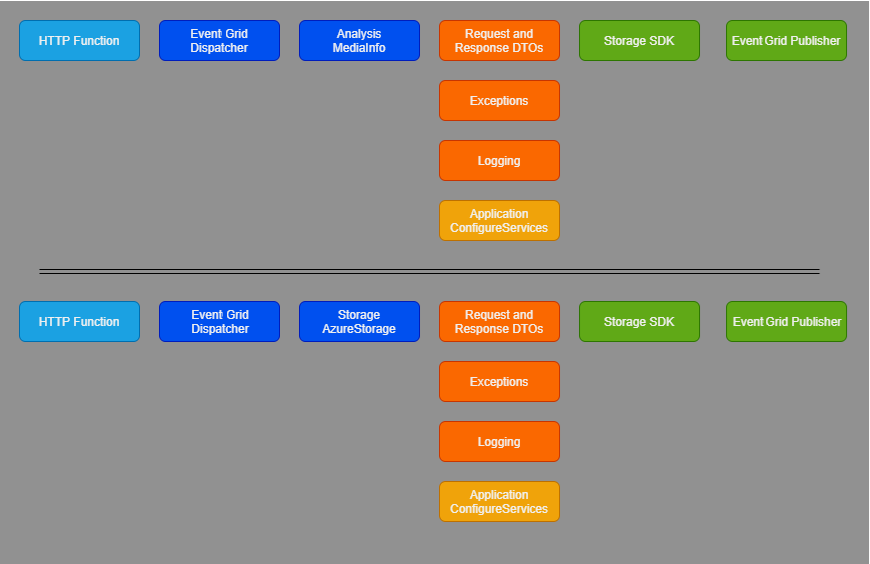 HTTP Function
Event Grid
Dispatcher
Analysis
MediaInfo
Request and
Response DTOs
Storage SDK
Event Grid Publisher
Exceptions
Logging
Application
ConfigureServices
HTTP Function
Event Grid
Dispatcher
Storage
AzureStorage
Request and
Response DTOs
Storage SDK
Event Grid Publisher
Exceptions
Logging
Application
ConfigureServices